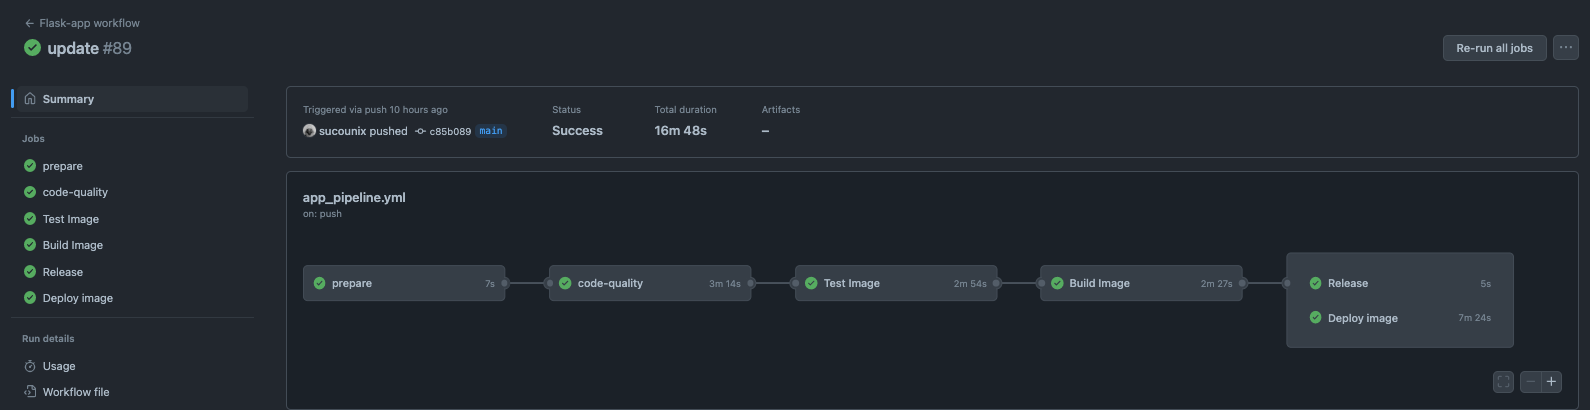 ← Flask-app workflow
update #89
Re-run all jobs
···
Summary
Jobs
prepare
code-quality
Test Image
Build Image
Release
Deploy image
Run details
Usage
Workflow file
Triggered via push 10 hours ago
sucounix pushed c85b089 main
Status
Success
Total duration
16m 48s
Artifacts
–
app_pipeline.yml
on: push
prepare 7s
code-quality 3m 14s
Test Image 2m 54s
Build Image 2m 27s
Release 5s
Deploy image 7m 24s